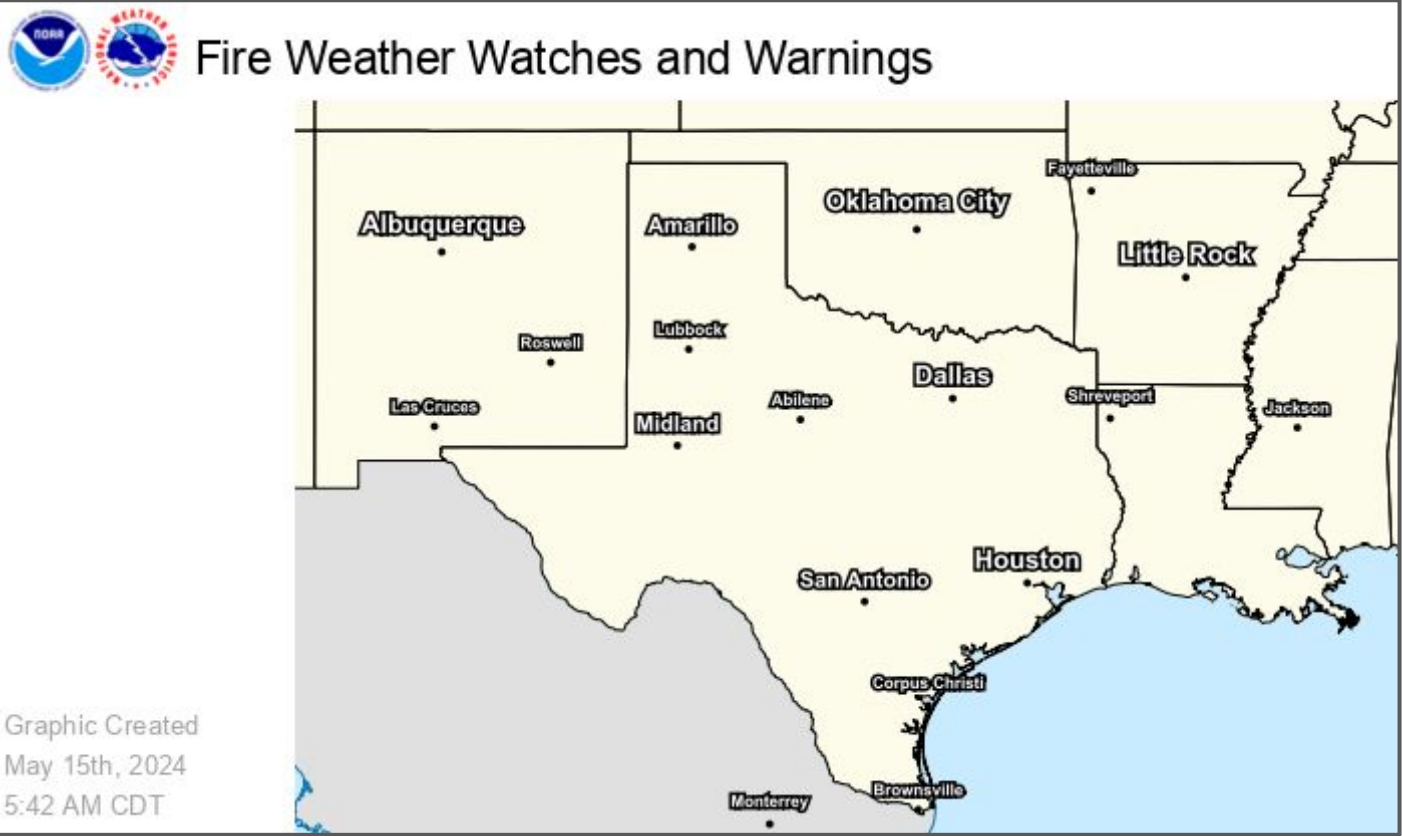 NOAA
NATIONAL WEATHER SERVICE
Fire Weather Watches and Warnings
Fayetteville
Oklahoma City
Albuquerque
Amarillo
Little Rock
Lubbock
Roswell
Dallas
Shreveport
Abilene
Las Cruces
Jackson
Midland
Houston
San Antonio
Corpus Christi
Graphic Created
May 15th, 2024
5:42 AM CDT
Brownsville
Monterrey